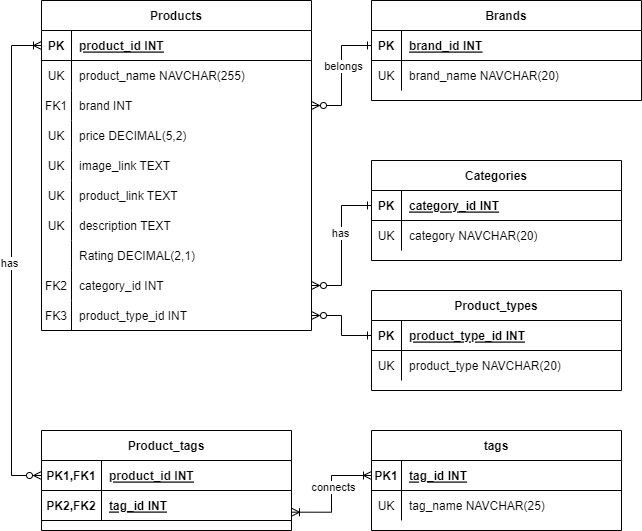 Products
PK product_id INT
UK product_name NAVCHAR(255)
FK1 brand INT
UK price DECIMAL(5,2)
UK image_link TEXT
UK product_link TEXT
UK description TEXT
Rating DECIMAL(2,1)
FK2 category_id INT
FK3 product_type_id INT
Brands
PK brand_id INT
UK brand_name NAVCHAR(20)
belongs
Categories
PK category_id INT
UK category NAVCHAR(20)
has
Product_types
PK product_type_id INT
UK product_type NAVCHAR(20)
has
Product_tags
PK1,FK1 product_id INT
PK2,FK2 tag_id INT
connects
tags
PK1 tag_id INT
UK tag_name NAVCHAR(25)